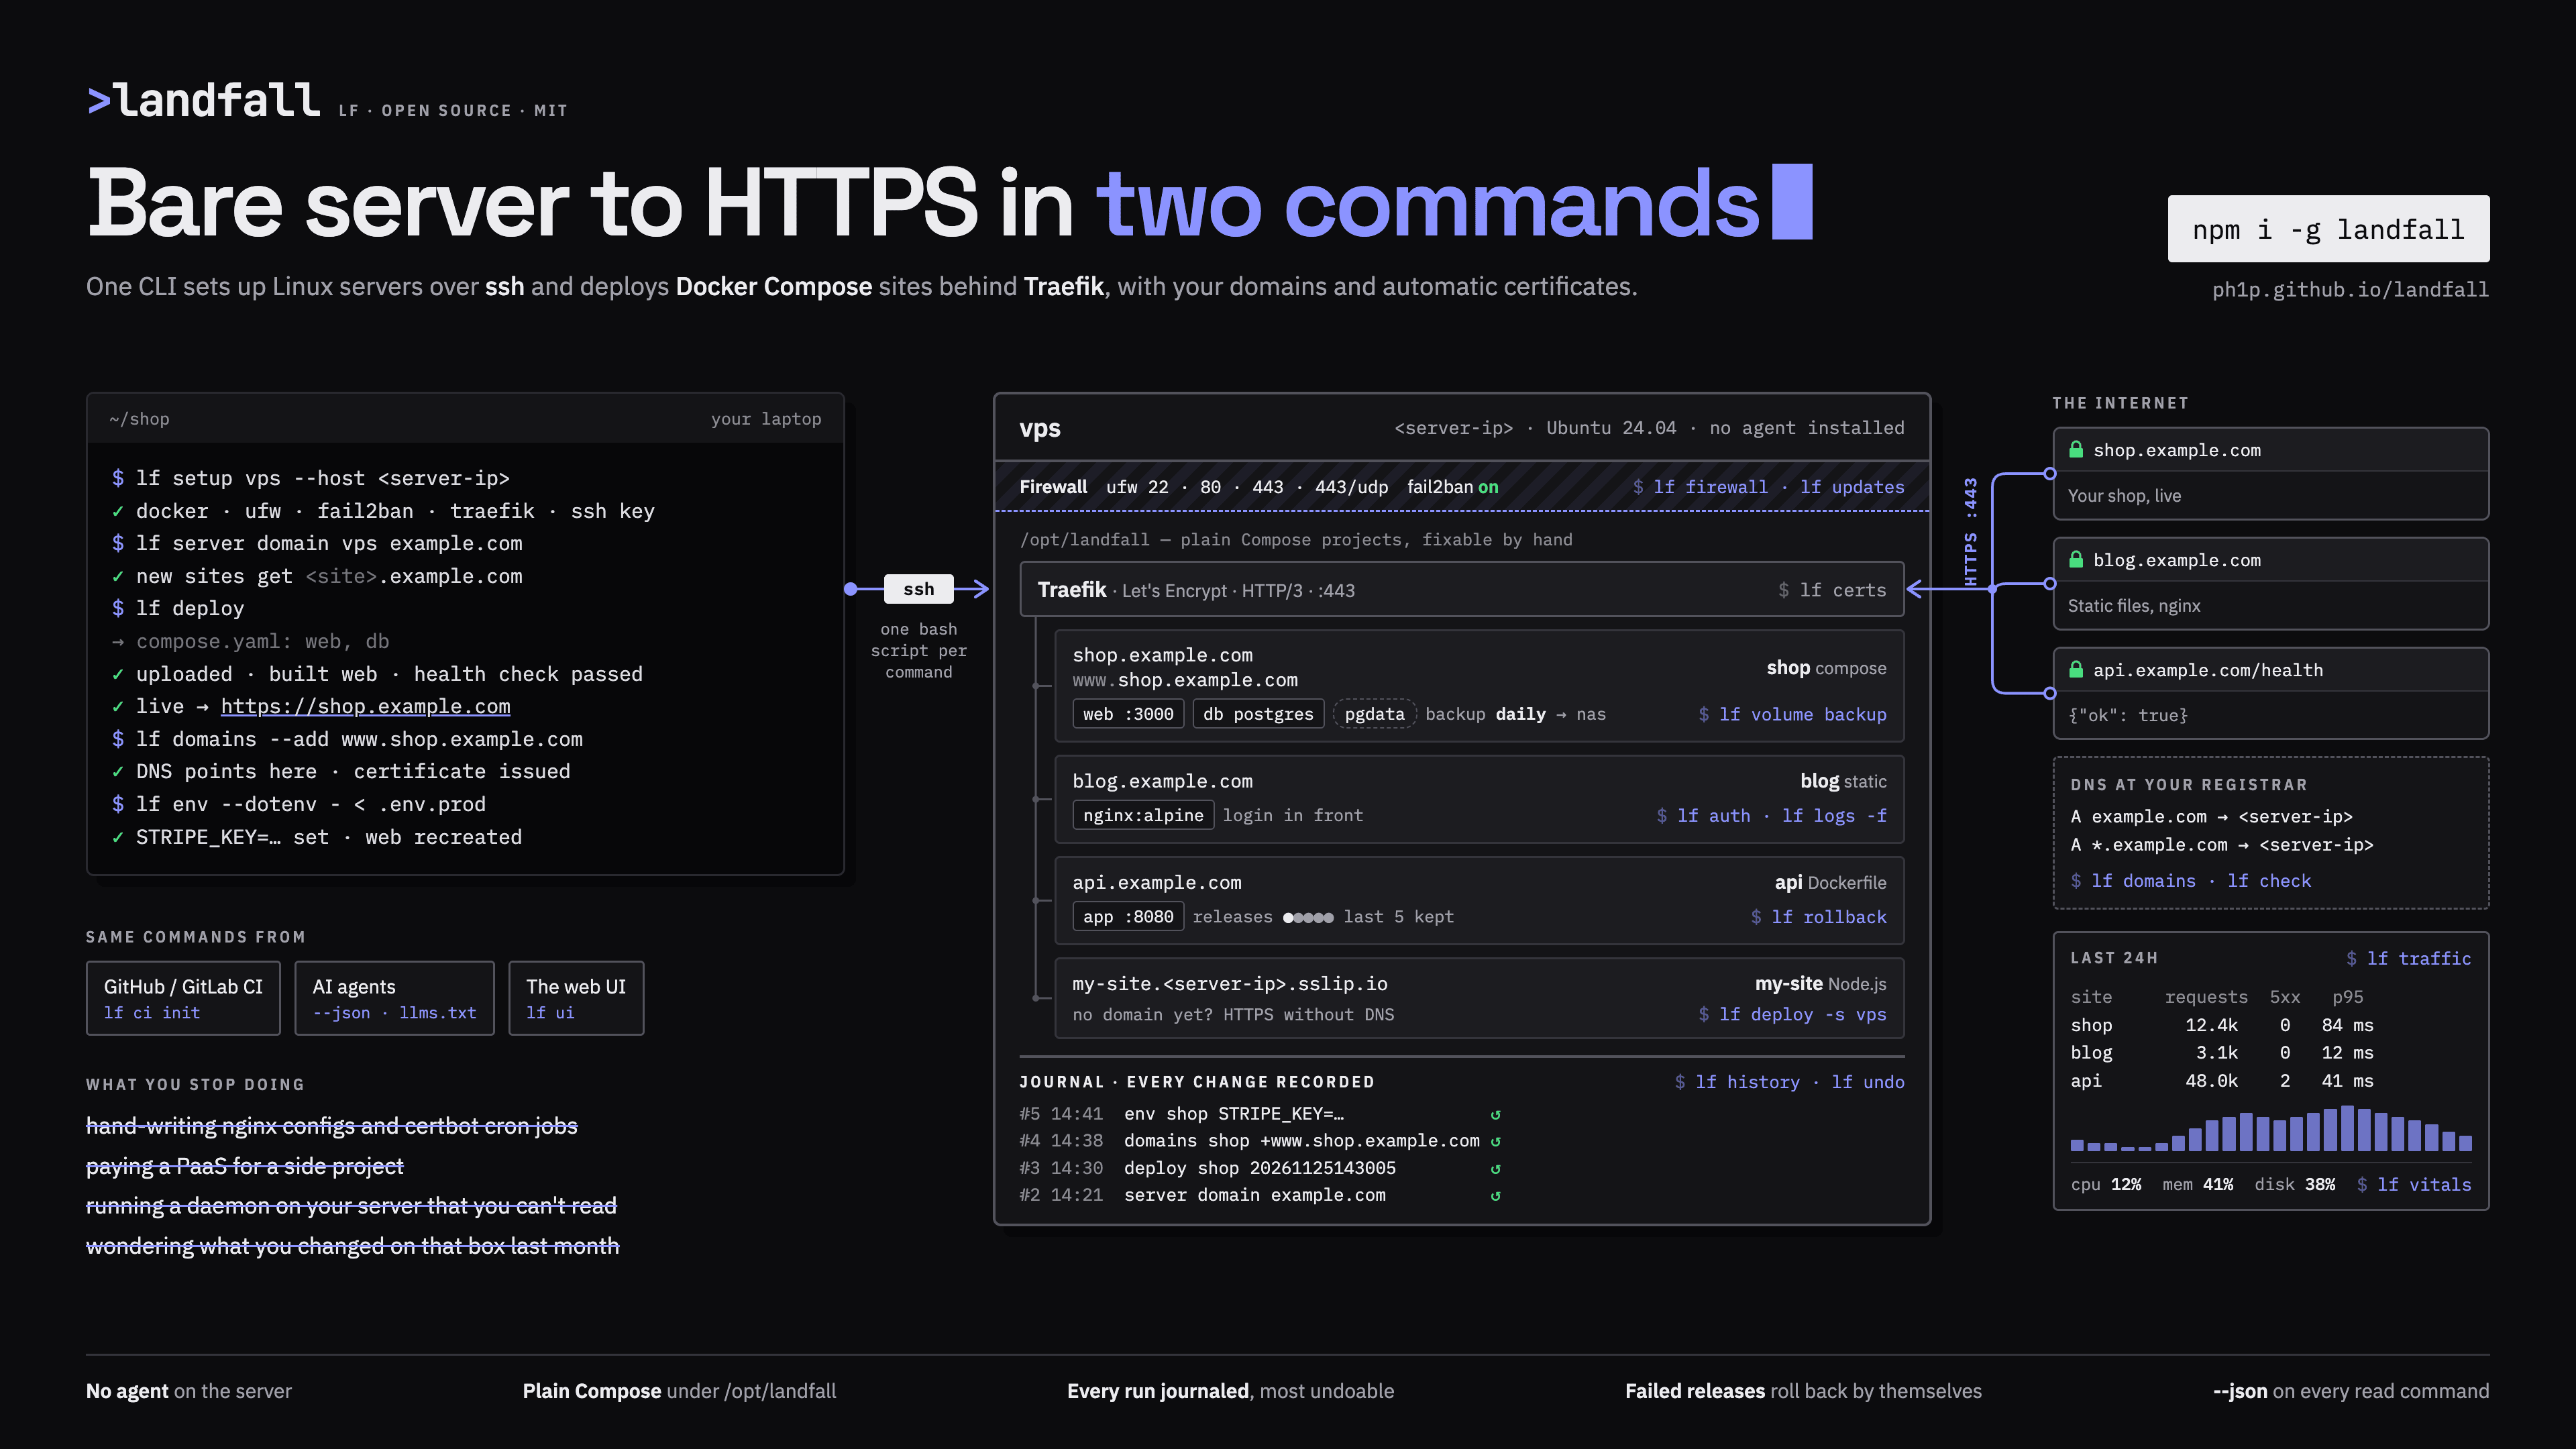 >landfall LF · OPEN SOURCE · MIT
Bare server to HTTPS in two commands
One CLI sets up Linux servers over ssh and deploys Docker Compose sites behind Traefik, with your domains and automatic certificates.
npm i -g landfall
ph1p.github.io/landfall
~/shop your laptop
$ lf setup vps --host <server-ip>
✓ docker · ufw · fail2ban · traefik · ssh key
$ lf server domain vps example.com
✓ new sites get <site>.example.com
$ lf deploy
→ compose.yaml: web, db
✓ uploaded · built web · health check passed
✓ live → https://shop.example.com
$ lf domains --add www.shop.example.com
✓ DNS points here · certificate issued
$ lf env --dotenv - < .env.prod
✓ STRIPE_KEY=… set · web recreated
SAME COMMANDS FROM
GitHub / GitLab CI
lf ci init
AI agents
--json · llms.txt
The web UI
lf ui
WHAT YOU STOP DOING
hand-writing nginx configs and certbot cron jobs
paying a PaaS for a side project
running a daemon on your server that you can't read
wondering what you changed on that box last month
ssh
one bash
script per
command
vps <server-ip> · Ubuntu 24.04 · no agent installed
Firewall ufw 22 · 80 · 443 · 443/udp fail2ban on $ lf firewall · lf updates
/opt/landfall — plain Compose projects, fixable by hand
Traefik · Let's Encrypt · HTTP/3 · :443 $ lf certs
shop.example.com
www.shop.example.com
shop compose
web :3000 db postgres pgdata backup daily → nas $ lf volume backup
blog.example.com blog static
nginx:alpine login in front $ lf auth · lf logs -f
api.example.com api Dockerfile
app :8080 releases last 5 kept $ lf rollback
my-site.<server-ip>.sslip.io my-site Node.js
no domain yet? HTTPS without DNS $ lf deploy -s vps
JOURNAL · EVERY CHANGE RECORDED $ lf history · lf undo
#5 14:41 env shop STRIPE_KEY=… ↺
#4 14:38 domains shop +www.shop.example.com ↺
#3 14:30 deploy shop 20261125143005 ↺
#2 14:21 server domain example.com ↺
HTTPS :443
THE INTERNET
shop.example.com
Your shop, live
blog.example.com
Static files, nginx
api.example.com/health
{"ok": true}
DNS AT YOUR REGISTRAR
A example.com → <server-ip>
A *.example.com → <server-ip>
$ lf domains · lf check
LAST 24H $ lf traffic
site requests 5xx p95
shop 12.4k 0 84 ms
blog 3.1k 0 12 ms
api 48.0k 2 41 ms
cpu 12% mem 41% disk 38% $ lf vitals
No agent on the server
Plain Compose under /opt/landfall
Every run journaled, most undoable
Failed releases roll back by themselves
--json on every read command